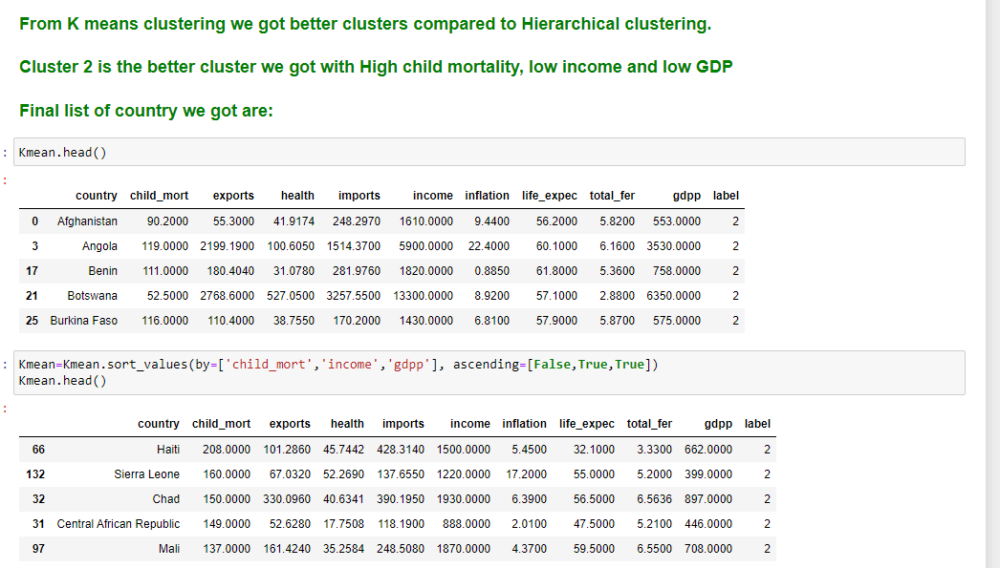 From K means clustering we got better clusters compared to Hierarchical clustering.
Cluster 2 is the better cluster we got with High child mortality, low income and low GDP
Final list of country we got are:
: Kmean.head()
:
country child_mort exports health imports income inflation life_expec total_fer gdpp label
0 Afghanistan 90.2000 55.3000 41.9174 248.2970 1610.0000 9.4400 56.2000 5.8200 553.0000 2
3 Angola 119.0000 2199.1900 100.6050 1514.3700 5900.0000 22.4000 60.1000 6.1600 3530.0000 2
17 Benin 111.0000 180.4040 31.0780 281.9760 1820.0000 0.8850 61.8000 5.3600 758.0000 2
21 Botswana 52.5000 2768.6000 527.0500 3257.5500 13300.0000 8.9200 57.1000 2.8800 6350.0000 2
25 Burkina Faso 116.0000 110.4000 38.7550 170.2000 1430.0000 6.8100 57.9000 5.8700 575.0000 2
: Kmean=Kmean.sort_values(by=['child_mort','income','gdpp'], ascending=[False,True,True])
Kmean.head()
:
country child_mort exports health imports income inflation life_expec total_fer gdpp label
66 Haiti 208.0000 101.2860 45.7442 428.3140 1500.0000 5.4500 32.1000 3.3300 662.0000 2
132 Sierra Leone 160.0000 67.0320 52.2690 137.6550 1220.0000 17.2000 55.0000 5.2000 399.0000 2
32 Chad 150.0000 330.0960 40.6341 390.1950 1930.0000 6.3900 56.5000 6.5636 897.0000 2
31 Central African Republic 149.0000 52.6280 17.7508 118.1900 888.0000 2.0100 47.5000 5.2100 446.0000 2
97 Mali 137.0000 161.4240 35.2584 248.5080 1870.0000 4.3700 59.5000 6.5500 708.0000 2